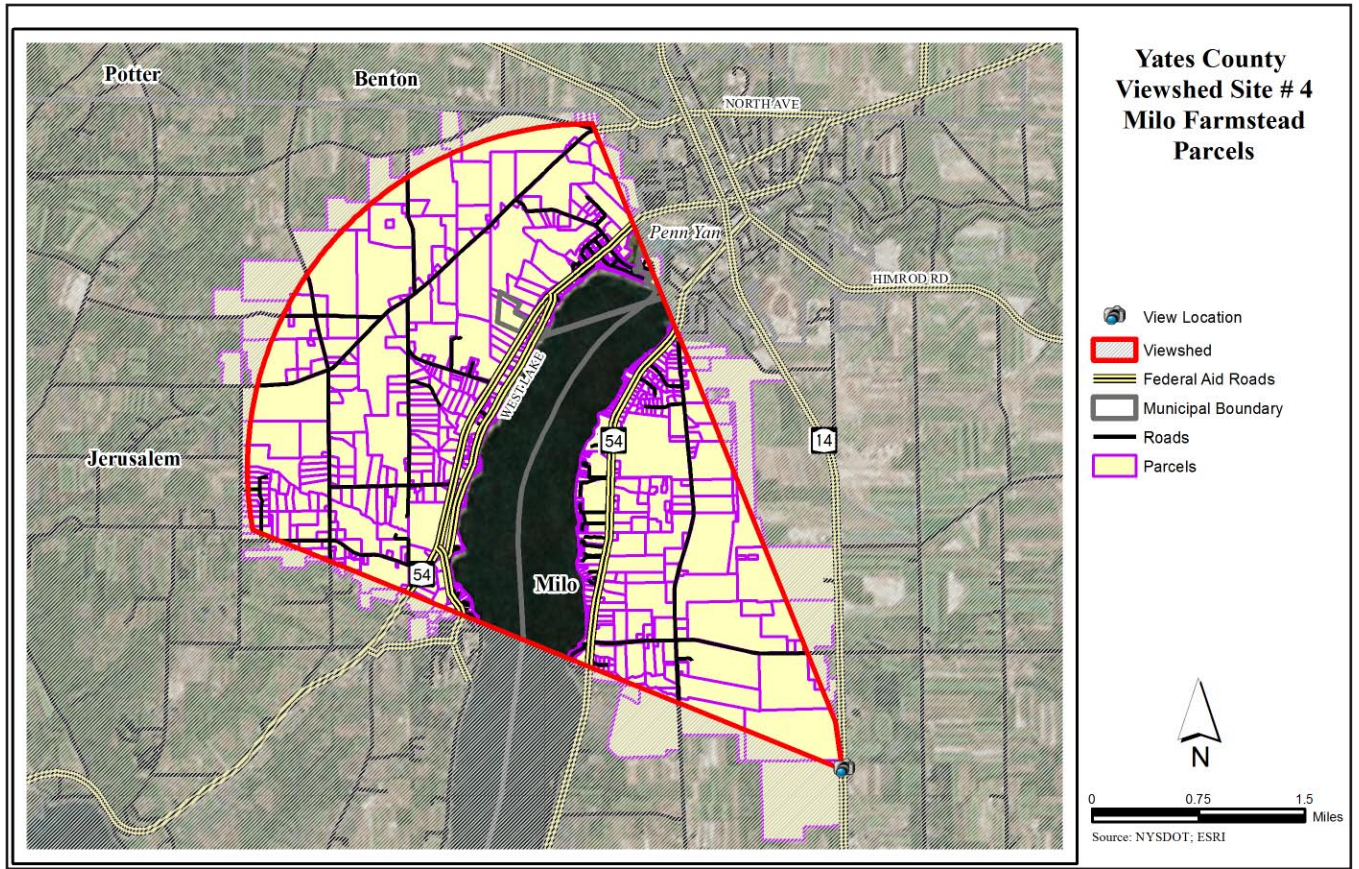 Yates County
Viewshed Site # 4
Milo Farmstead
Parcels
Potter
Benton
NORTH AVE
Penn Yan
HIMROD RD
WEST LAKE
Jerusalem
54
14
54
Milo
View Location
Viewshed
Federal Aid Roads
Municipal Boundary
Roads
Parcels
N
0 0.75 1.5
Miles
Source: NYSDOT; ESRI